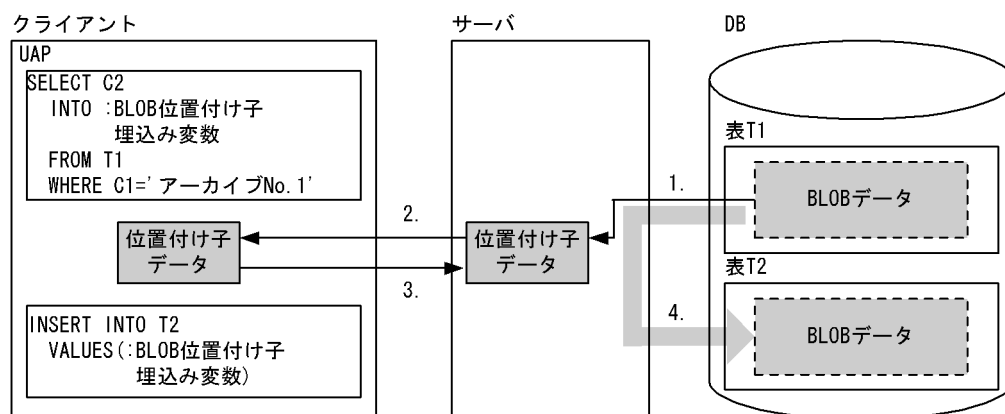 クライアント
サーバ
DB
UAP
SELECT C2
INTO :BLOB位置付け子
埋込み変数
FROM T1
WHERE C1='アーカイブNo.1'
表T1
BLOBデータ
1.
2.
位置付け子
データ
位置付け子
データ
3.
表T2
4.
BLOBデータ
INSERT INTO T2
VALUES(:BLOB位置付け子
埋込み変数)